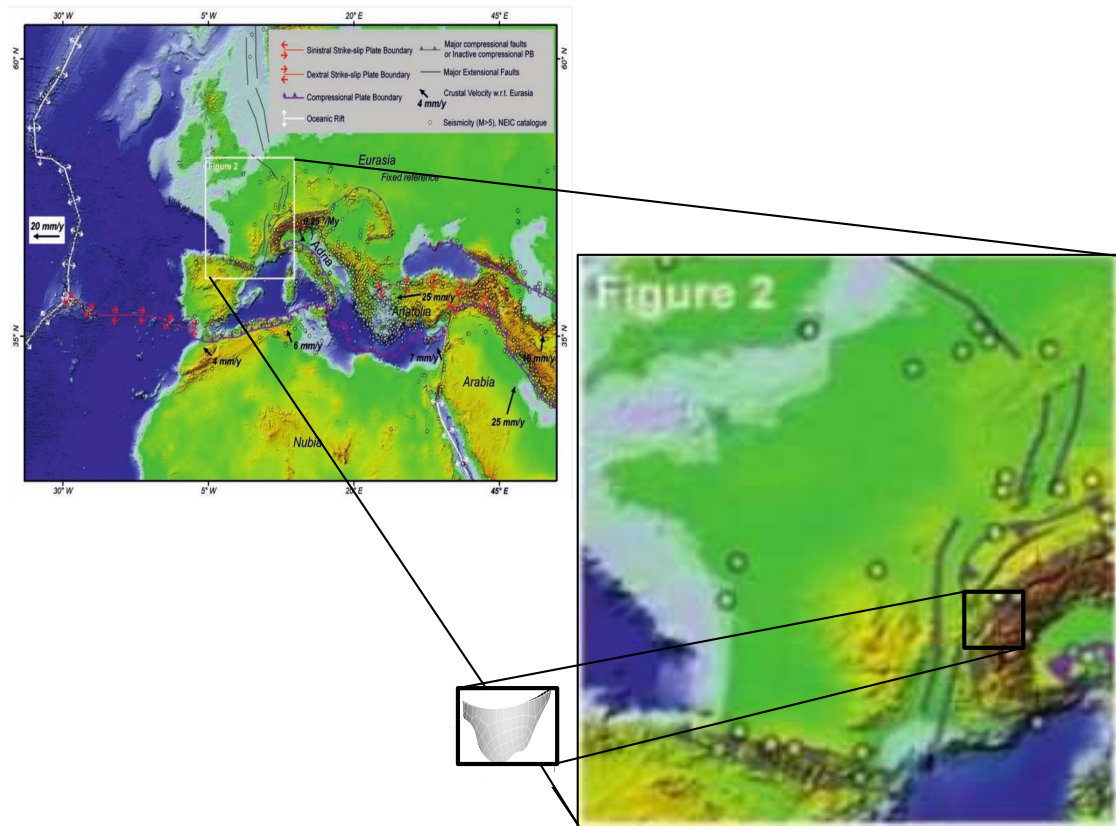 30° W
5° W
20° E
45° E
60° N
Sinistral Strike-slip Plate Boundary
Dextral Strike-slip Plate Boundary
Compressional Plate Boundary
Oceanic Rift
Major compressional faults
or Inactive compressional PB
Major Extensional Faults
Crustal Velocity w.r.t. Eurasia
4 mm/y
Seismicity (M>5), NEIC catalogue
60° N
Figure 2
Eurasia
Fixed reference
20 mm/y
0.25 °/My
Adria
25 mm/y
Anatolia
35° N
35° N
6 mm/y
4 mm/y
7 mm/y
Arabia
25 mm/y
Nubia
30° W
5° W
20° E
45° E
Figure 2